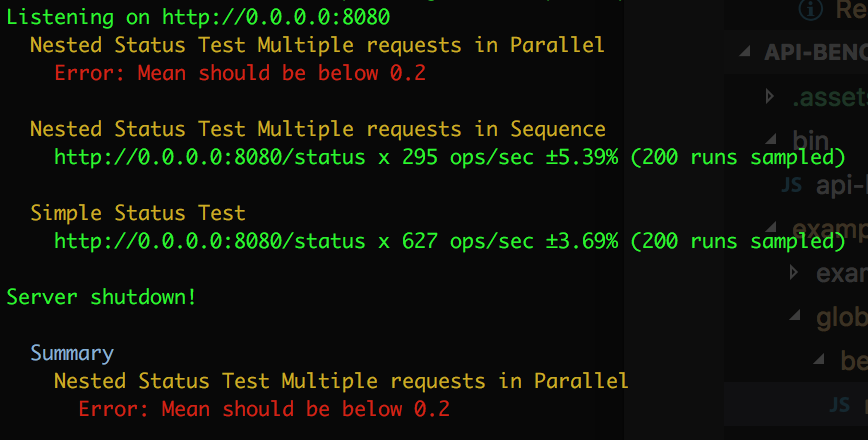 Listening on http://0.0.0.0:8080
Nested Status Test Multiple requests in Parallel
Error: Mean should be below 0.2
Nested Status Test Multiple requests in Sequence
http://0.0.0.0:8080/status x 295 ops/sec ±5.39% (200 runs sampled)
Simple Status Test
http://0.0.0.0:8080/status x 627 ops/sec ±3.69% (200 runs sampled)
Server shutdown!
Summary
Nested Status Test Multiple requests in Parallel
Error: Mean should be below 0.2
Re
API-BENC
.assets
bin
JS api-
examp
exar
glob
be
JS